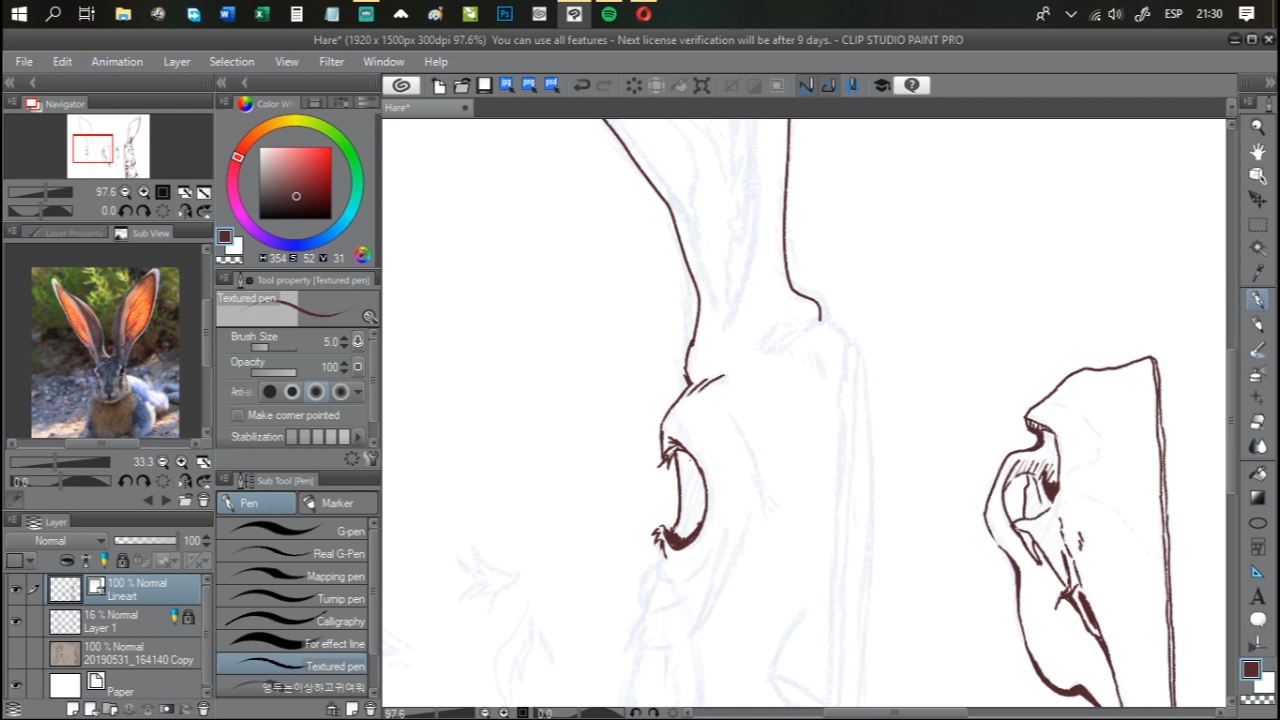 ESP 21:30
Hare* (1920 x 1500px 300dpi 97.6%) You can use all features - Next license verification will be after 9 days. - CLIP STUDIO PAINT PRO
File Edit Animation Layer Selection View Filter Window Help
Navigator
Color Wh
Hare*
97.6
0.0
Layer Property Sub View
H 354 S 52 V 31
Tool property [Textured pen]
Textured pen
Brush Size 5.0
Opacity 100
Anti-al
Make corner pointed
Stabilization
33.3
0.0
Sub Tool [Pen]
Pen Marker
G-pen
Real G-Pen
Mapping pen
Turnip pen
Calligraphy
For effect line
Textured pen
Layer
Normal 100
100 % Normal
Lineart
16 % Normal
Layer 1
100 % Normal
20190531_164140 Copy
Paper
97.6 0.0